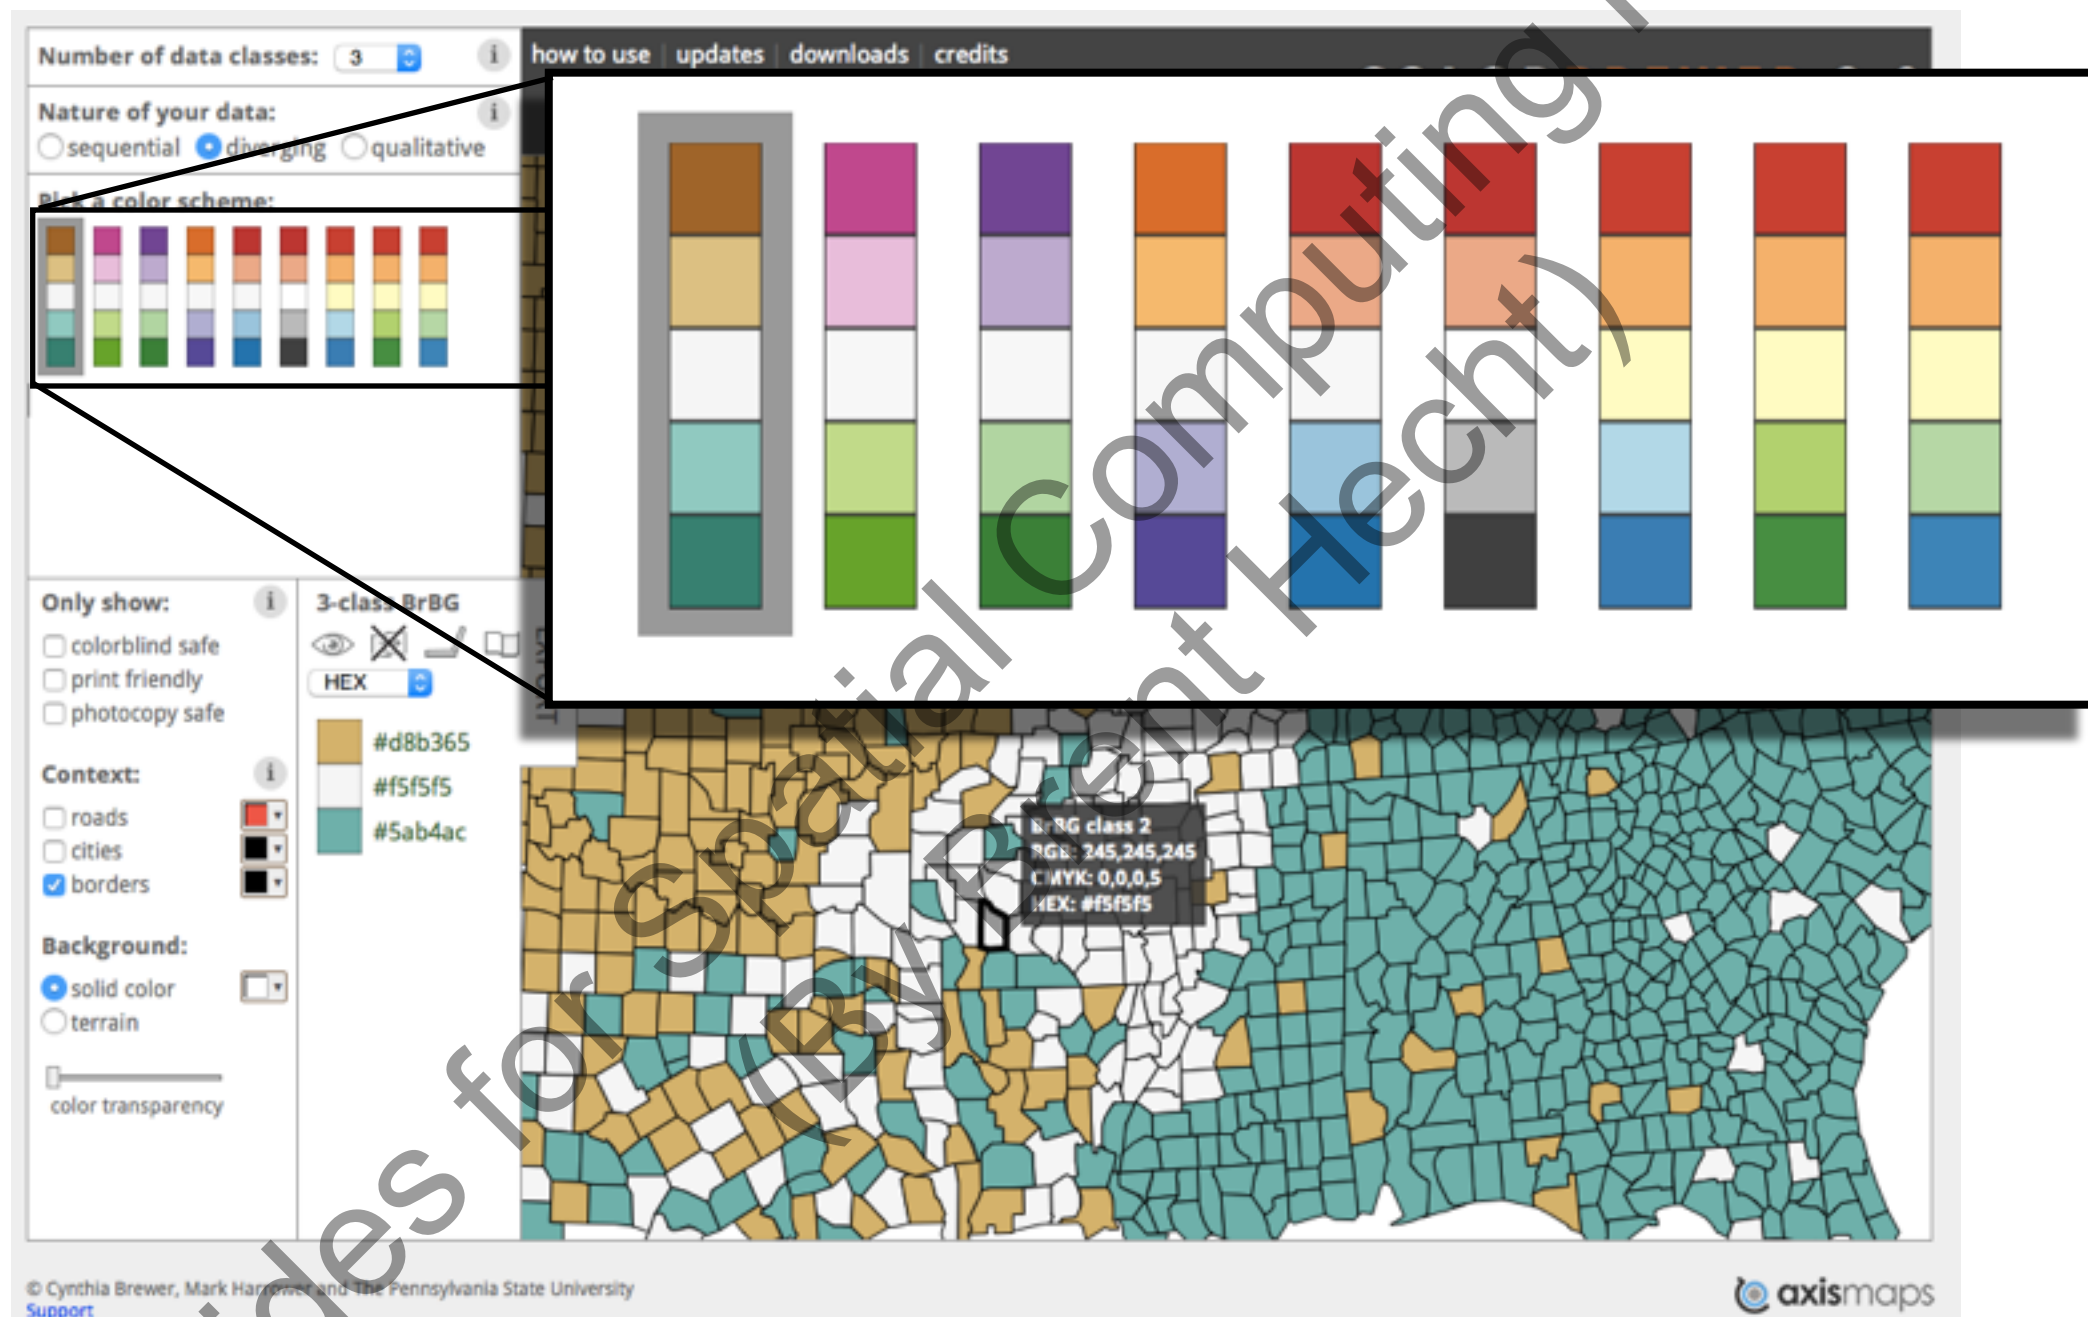 Number of data classes: 3 i
how to use updates downloads credits
Nature of your data: i
sequential diverging qualitative
Pick a color scheme:
Only show: i
colorblind safe
print friendly
photocopy safe
Context: i
roads
cities
borders
Background:
solid color
terrain
color transparency
3-class BrBG
HEX
#d8b365
#f5f5f5
#5ab4ac
BrBG class 2
RGB: 245,245,245
CMYK: 0,0,0,5
HEX: #f5f5f5
for Spatial Computing
(By Brent Hecht)
© Cynthia Brewer, Mark Harrower and The Pennsylvania State University
Support
axismaps